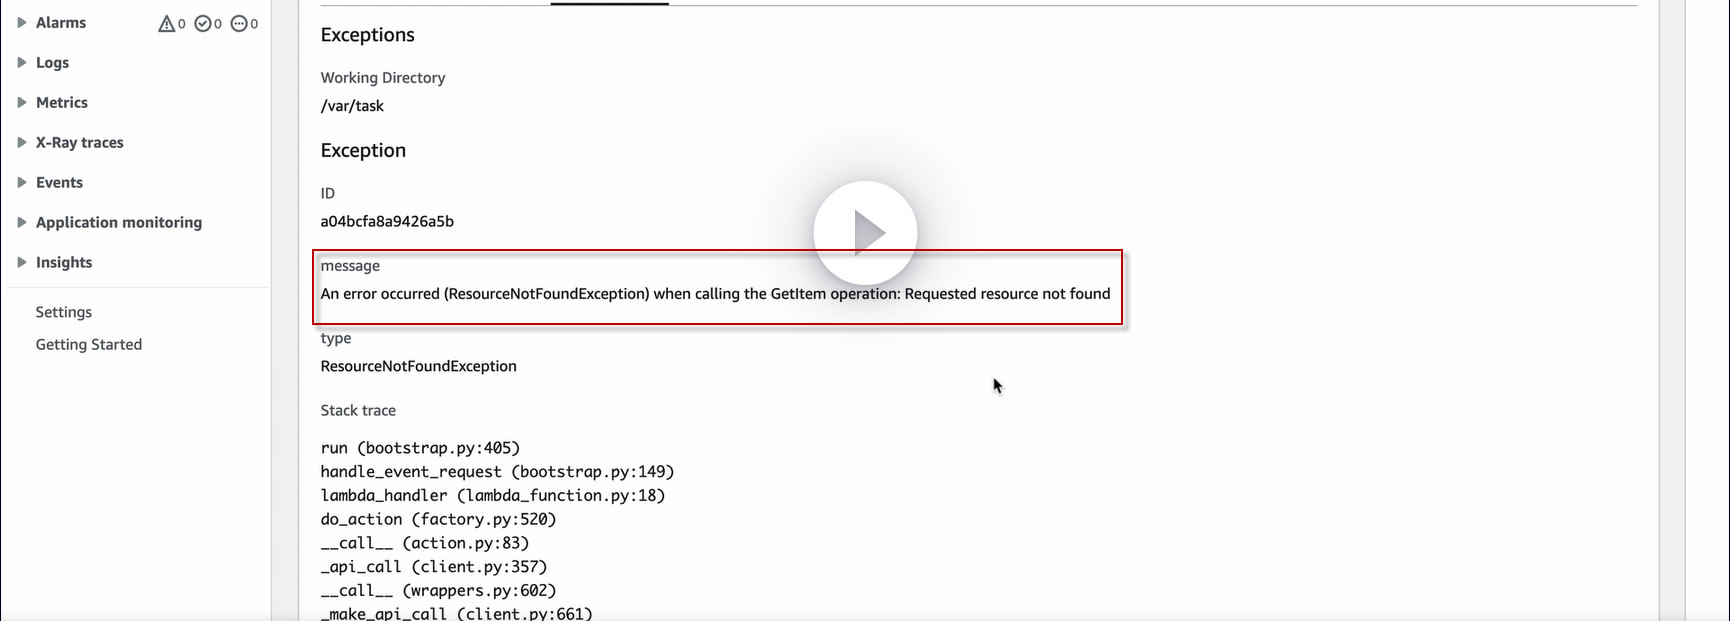 Alarms 0 0 0
Logs
Metrics
X-Ray traces
Events
Application monitoring
Insights
Settings
Getting Started
Exceptions
Working Directory
/var/task
Exception
ID
a04bcfa8a9426a5b
message
An error occurred (ResourceNotFoundException) when calling the GetItem operation: Requested resource not found
type
ResourceNotFoundException
Stack trace
run (bootstrap.py:405)
handle_event_request (bootstrap.py:149)
lambda_handler (lambda_function.py:18)
do_action (factory.py:520)
__call__ (action.py:83)
_api_call (client.py:357)
__call__ (wrappers.py:602)
_make_api_call (client.py:661)